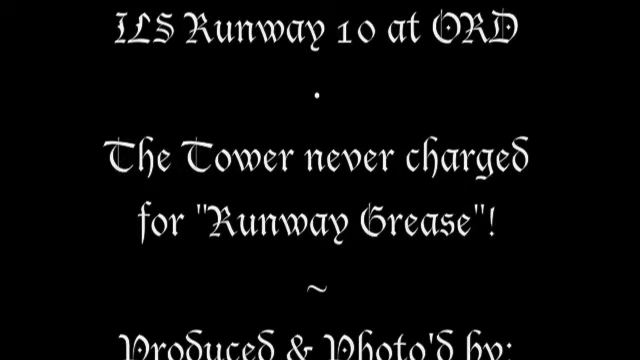 ILS Runway 10 at ORD
.
The Tower never charged
for "Runway Grease"!
~
Produced & Photo'd by: